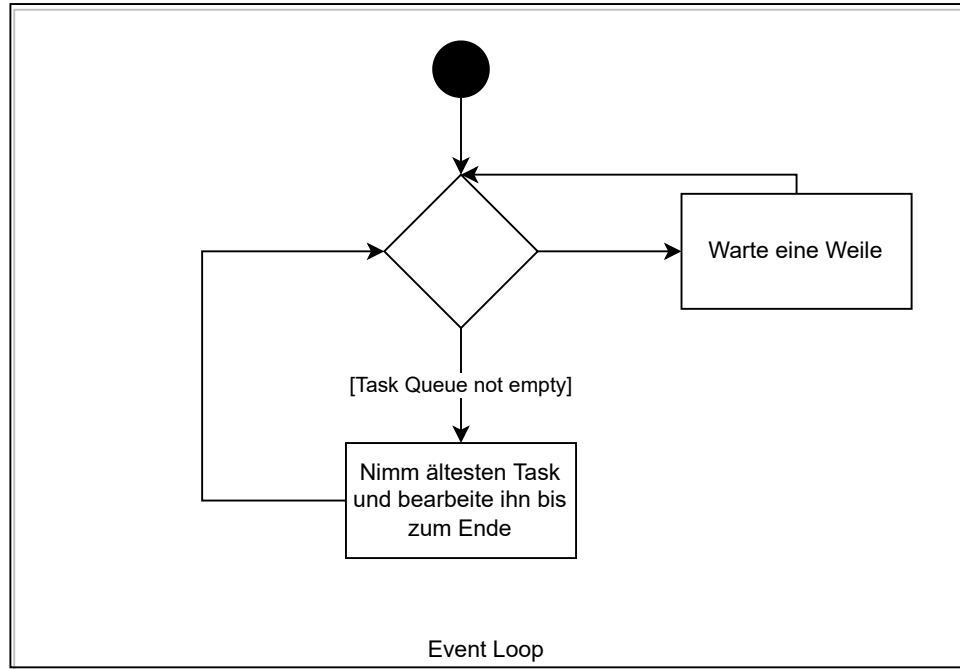 Warte eine Weile
[Task Queue not empty]
Nimm ältesten Task
und bearbeite ihn bis
zum Ende
Event Loop